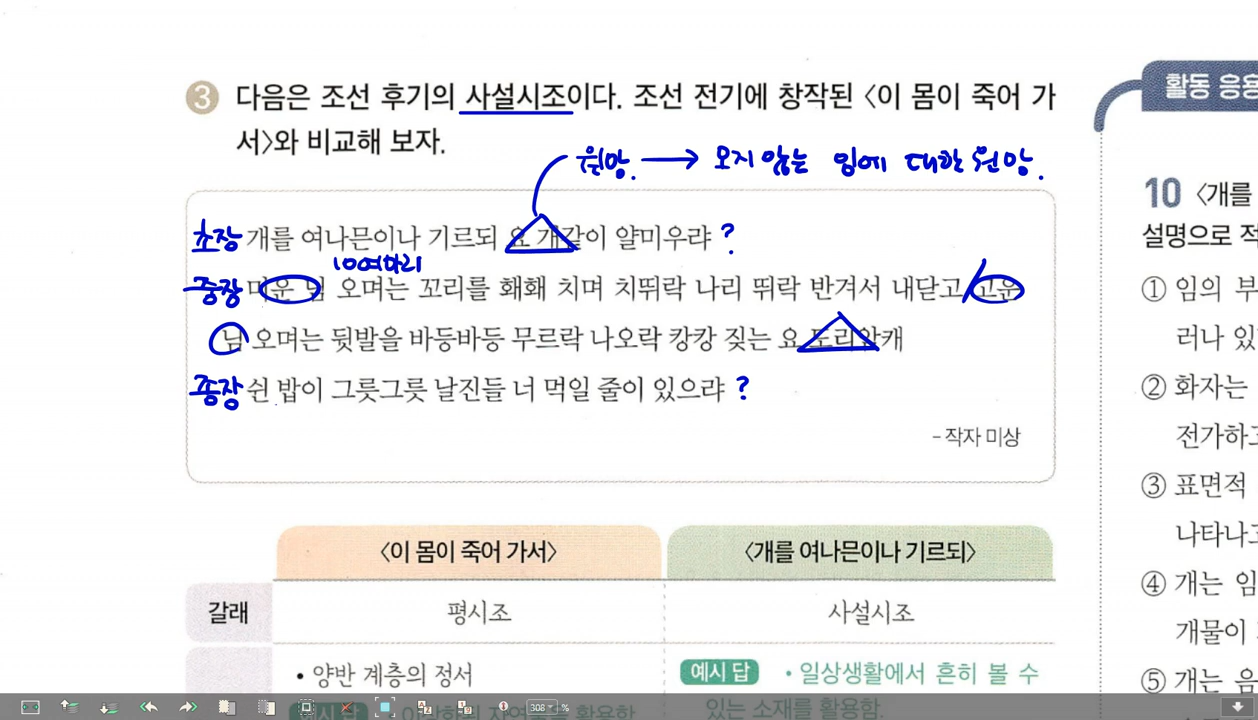 활동 응용
3 다음은 조선 후기의 사설시조이다. 조선 전기에 창작된 〈이 몸이 죽어 가
서〉와 비교해 보자.
원망. → 오지 않는 임에 대한 원망.
초장 개를 여나믄이나 기르되 요 개같이 얄미우랴 ?
10여마리
중장 미운 님 오며는 꼬리를 홰홰 치며 치뛰락 나리 뛰락 반겨서 내닫고 / 고운
님 오며는 뒷발을 바등바등 무르락 나오락 캉캉 짖는 요 도리암캐
종장 쉰 밥이 그릇그릇 날진들 너 먹일 줄이 있으랴 ?
- 작자 미상
〈이 몸이 죽어 가서〉 〈개를 여나믄이나 기르되〉
갈래 평시조 사설시조
• 양반 계층의 정서 예시 답 • 일상생활에서 흔히 볼 수
있는 소재를 활용함.
10 〈개를
설명으로 적
① 임의 부
러나 있
② 화자는
전가하고
③ 표면적
나타나고
④ 개는 임
개물이
⑤ 개는 음
308 %